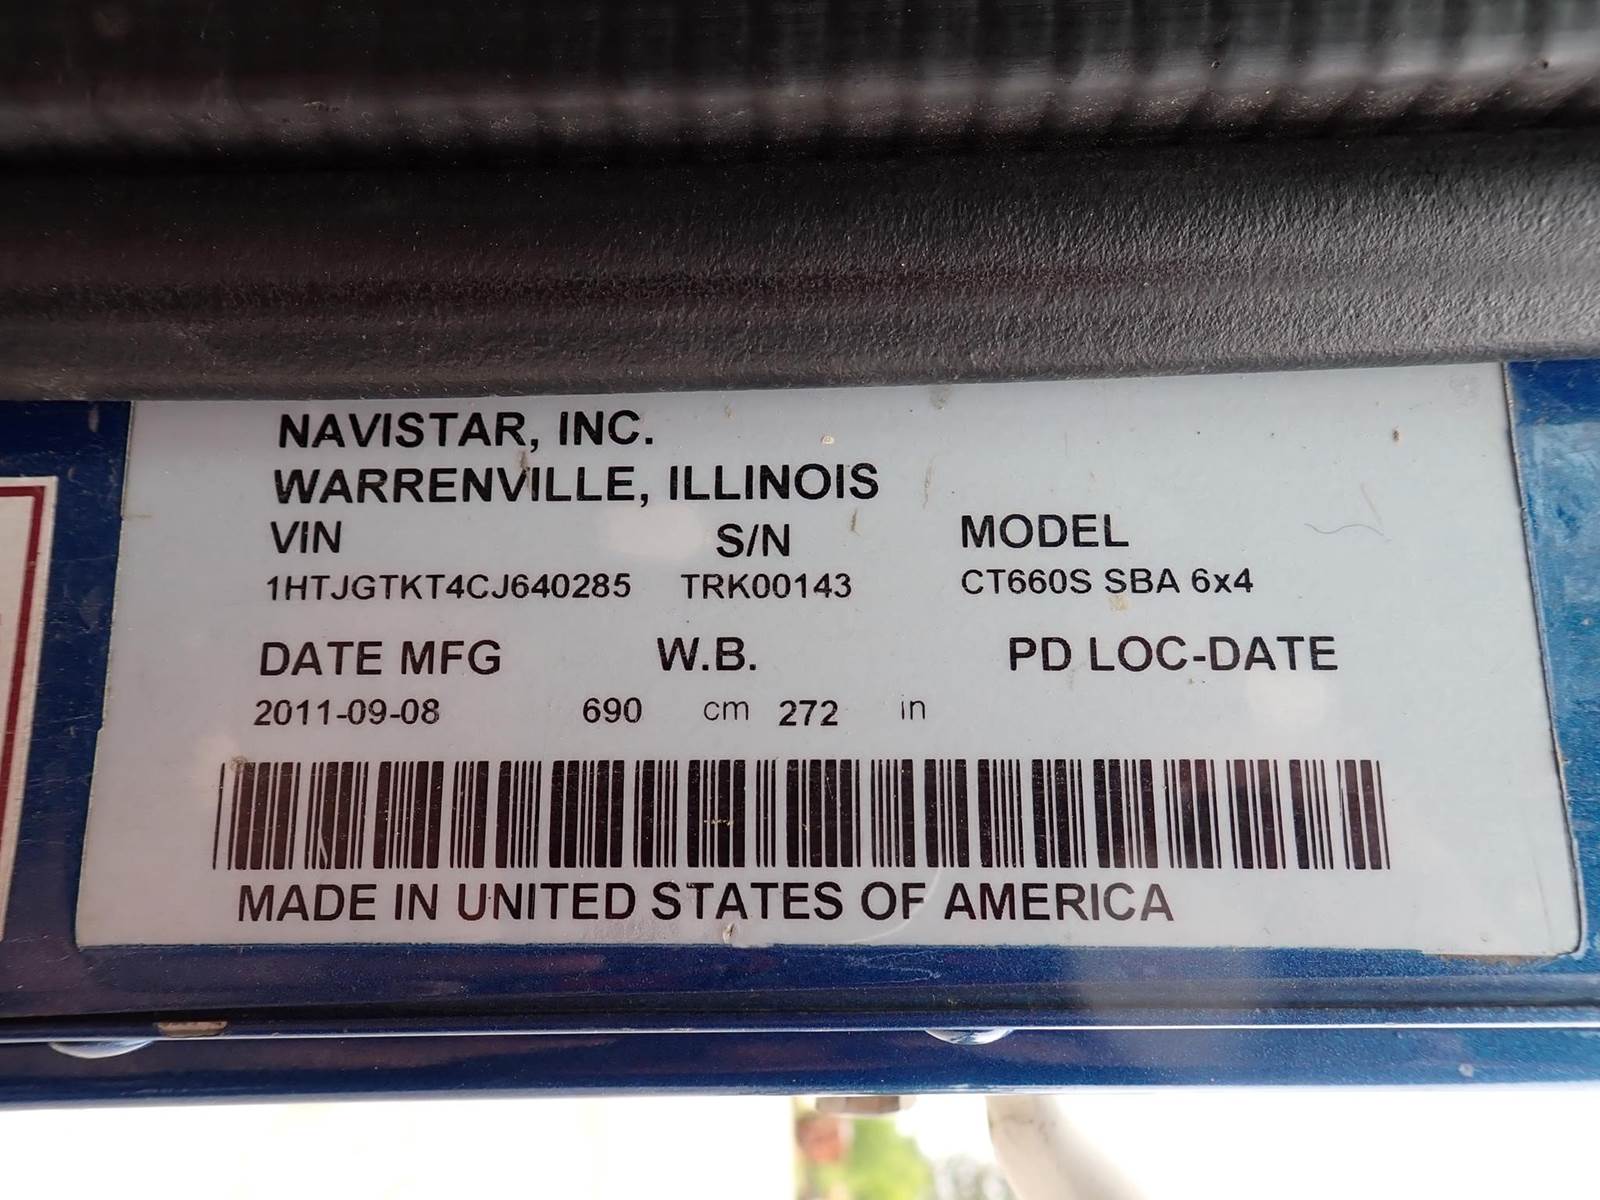 NAVISTAR, INC.
WARRENVILLE, ILLINOIS
VIN S/N MODEL
1HTJGTKT4CJ640285 TRK00143 CT660S SBA 6x4
DATE MFG W.B. PD LOC-DATE
2011-09-08 690 cm 272 in
MADE IN UNITED STATES OF AMERICA